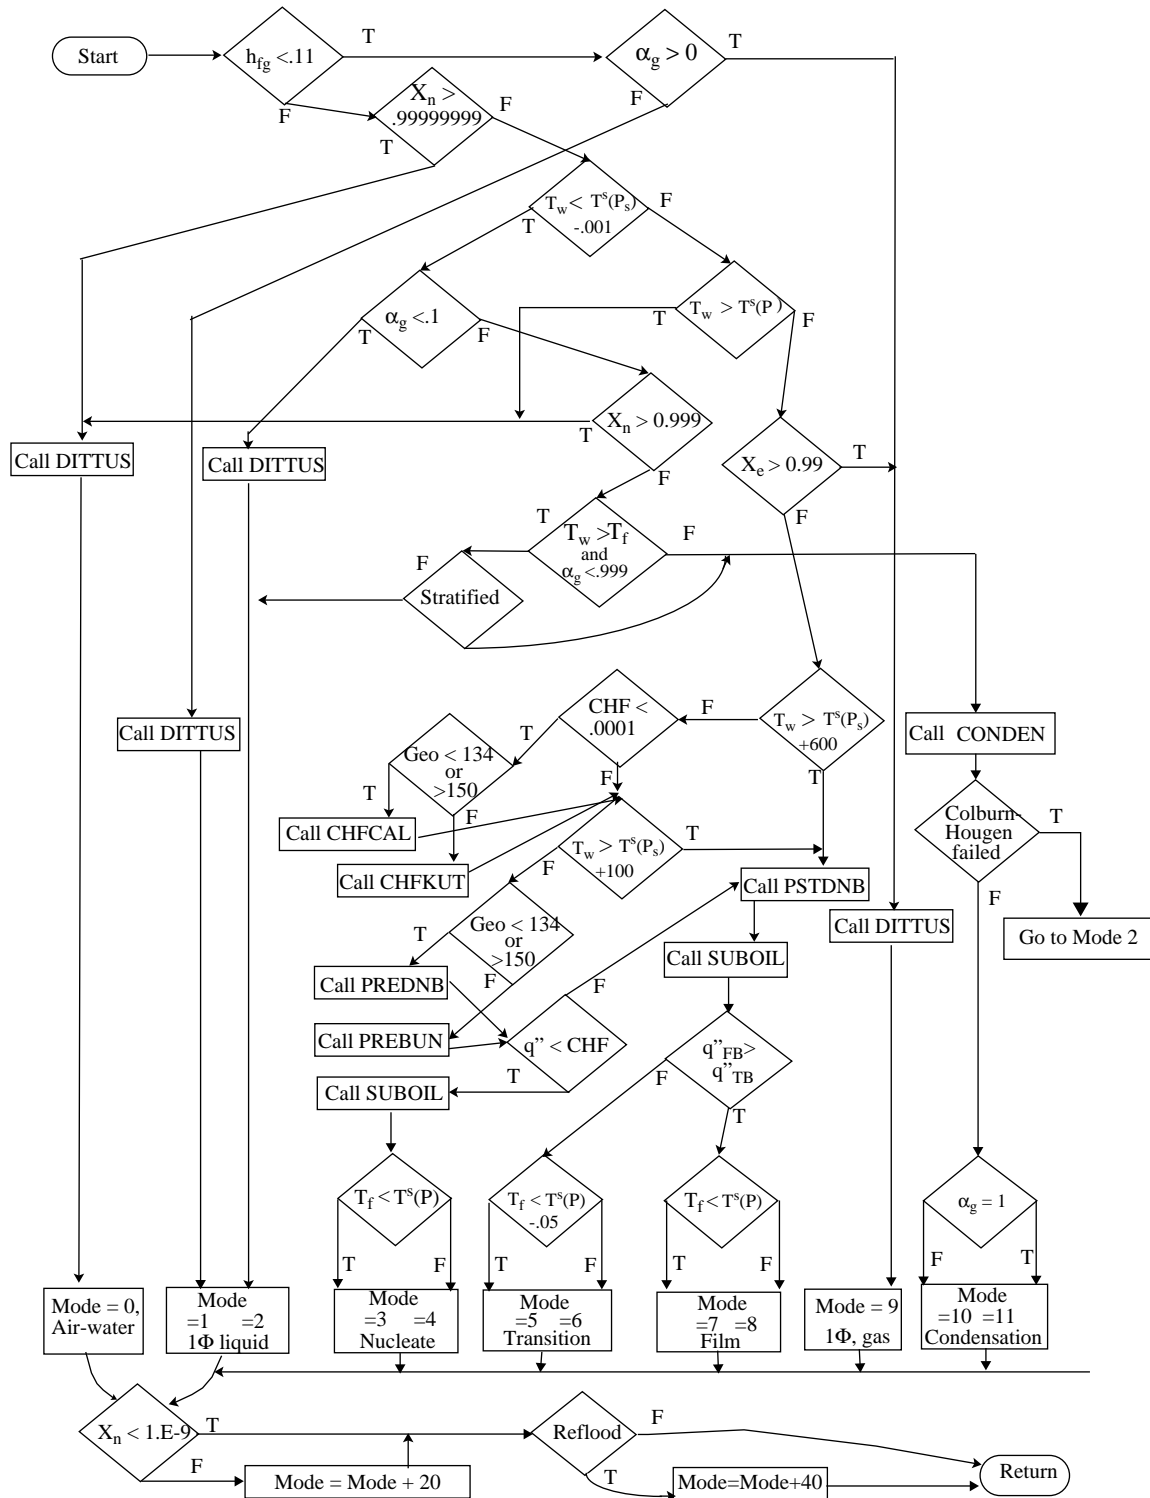 Start
h_fg <.11
T
α_g > 0
T
F
X_n >
.99999999
F
F
T
T_w < T^s(P_s)
-.001
F
T
α_g <.1
T
F
T_w > T^s(P)
T
F
X_n > 0.999
T
F
Call DITTUS
Call DITTUS
X_e > 0.99
T
F
T
T_w >T_f
and
α_g <.999
F
F
Stratified
CHF <
.0001
F
T_w > T^s(P_s)
+600
T
T
F
Call DITTUS
Call CONDEN
Geo < 134
or
>150
T
F
Call CHFCAL
T_w > T^s(P_s)
+100
T
F
Colburn-
Hougen
failed
T
F
Call CHFKUT
Call PSTDNB
Geo < 134
or
>150
T
F
Call DITTUS
Go to Mode 2
Call SUBOIL
Call PREDNB
F
Call PREBUN
q” < CHF
T
q”_FB >
q”_TB
F
T
Call SUBOIL
T_f < T^s(P)
T
F
T_f < T^s(P)
-.05
T
F
T_f < T^s(P)
T
F
α_g = 1
F
T
Mode = 0,
Air-water
Mode
=1 =2
1Φ liquid
Mode
=3 =4
Nucleate
Mode
=5 =6
Transition
Mode
=7 =8
Film
Mode = 9
1Φ, gas
Mode
=10 =11
Condensation
X_n < 1.E-9
T
F
Reflood
F
T
Mode = Mode + 20
Mode=Mode+40
Return